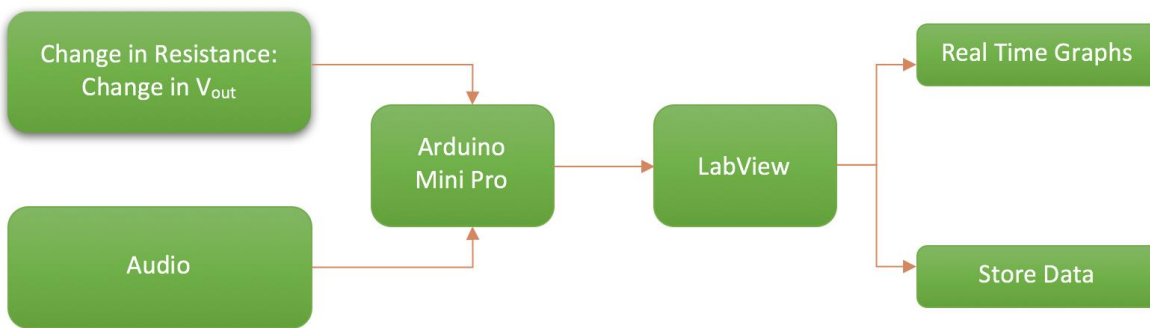 Change in Resistance:
Change in Vout
Audio
Arduino
Mini Pro
LabView
Real Time Graphs
Store Data